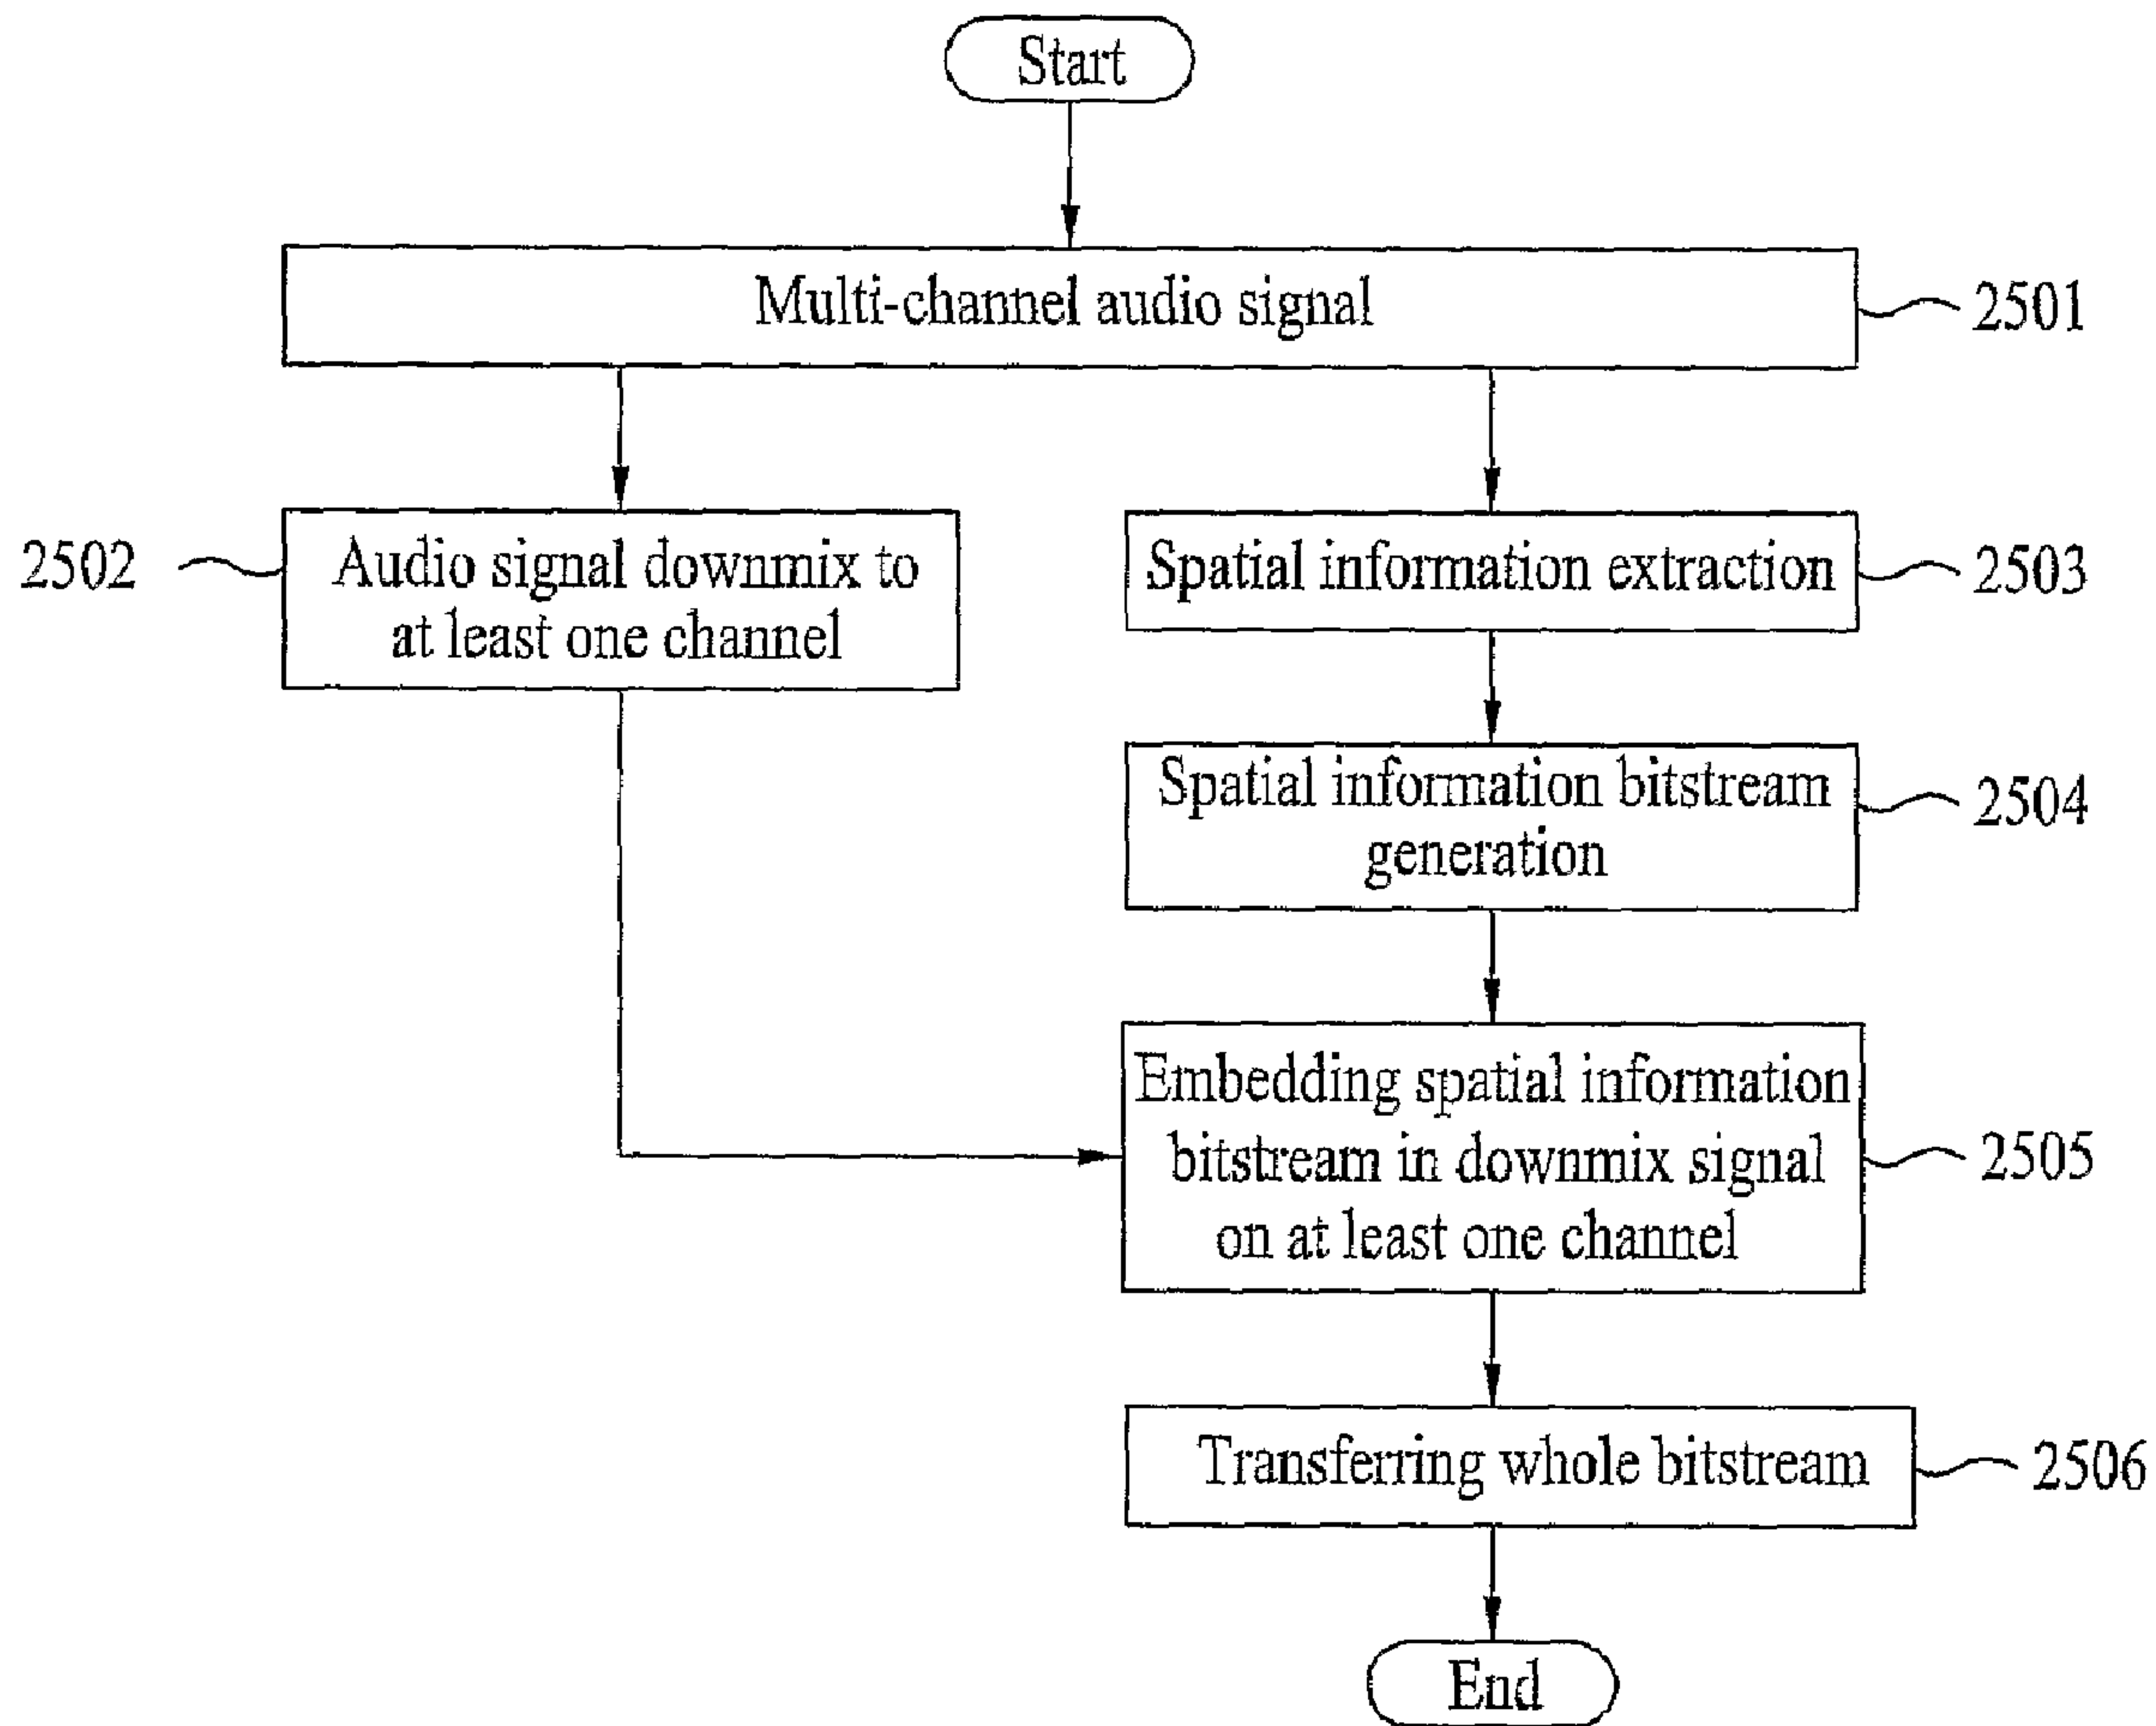 Start
Multi-channel audio signal
2501
2502
Audio signal downmix to
at least one channel
Spatial information extraction
2503
Spatial information bitstream
generation
2504
Embedding spatial information
bitstream in downmix signal
on at least one channel
2505
Transferring whole bitstream
2506
End